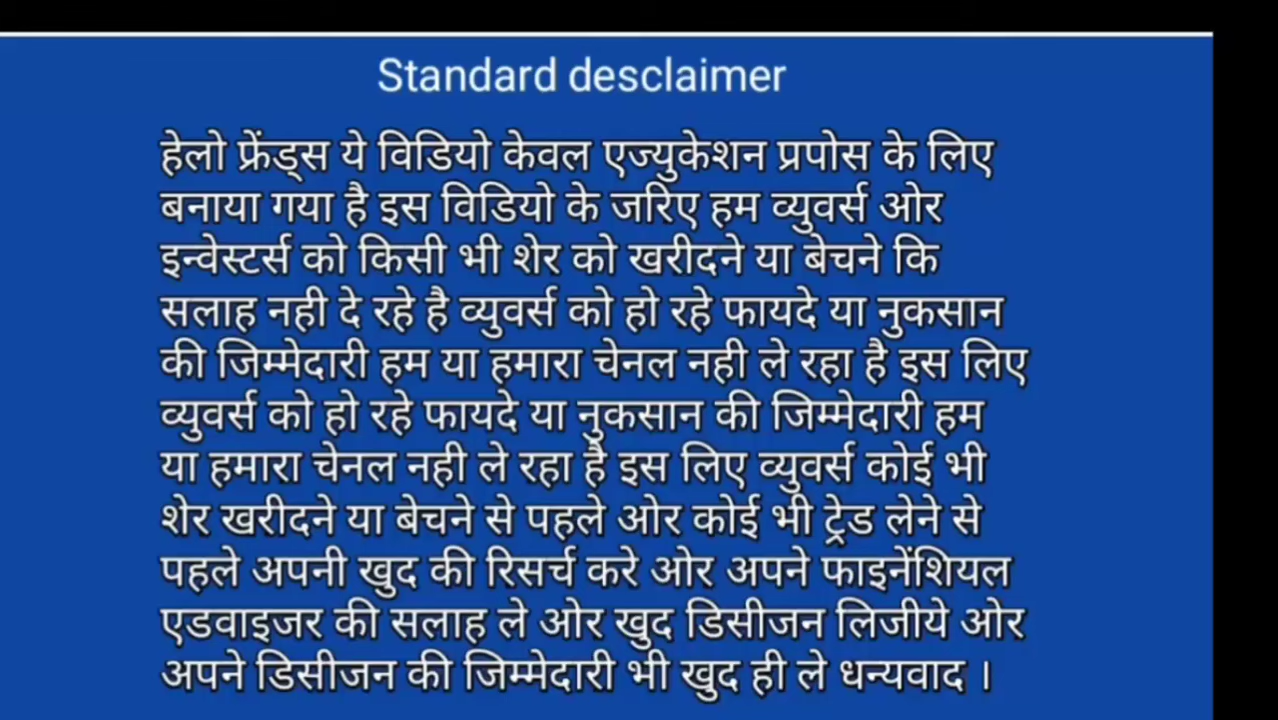 Standard desclaimer
हेलो फ्रेंड्स ये विडियो केवल एज्युकेशन प्रपोस के लिए
बनाया गया है इस विडियो के जरिए हम व्युवर्स ओर
इन्वेस्टर्स को किसी भी शेर को खरीदने या बेचने कि
सलाह नही दे रहे है व्युवर्स को हो रहे फायदे या नुकसान
की जिम्मेदारी हम या हमारा चेनल नही ले रहा है इस लिए
व्युवर्स को हो रहे फायदे या नुकसान की जिम्मेदारी हम
या हमारा चेनल नही ले रहा है इस लिए व्युवर्स कोई भी
शेर खरीदने या बेचने से पहले ओर कोई भी ट्रेड लेने से
पहले अपनी खुद की रिसर्च करे ओर अपने फाइनेंशियल
एडवाइजर की सलाह ले ओर खुद डिसीजन लिजीये ओर
अपने डिसीजन की जिम्मेदारी भी खुद ही ले धन्यवाद ।